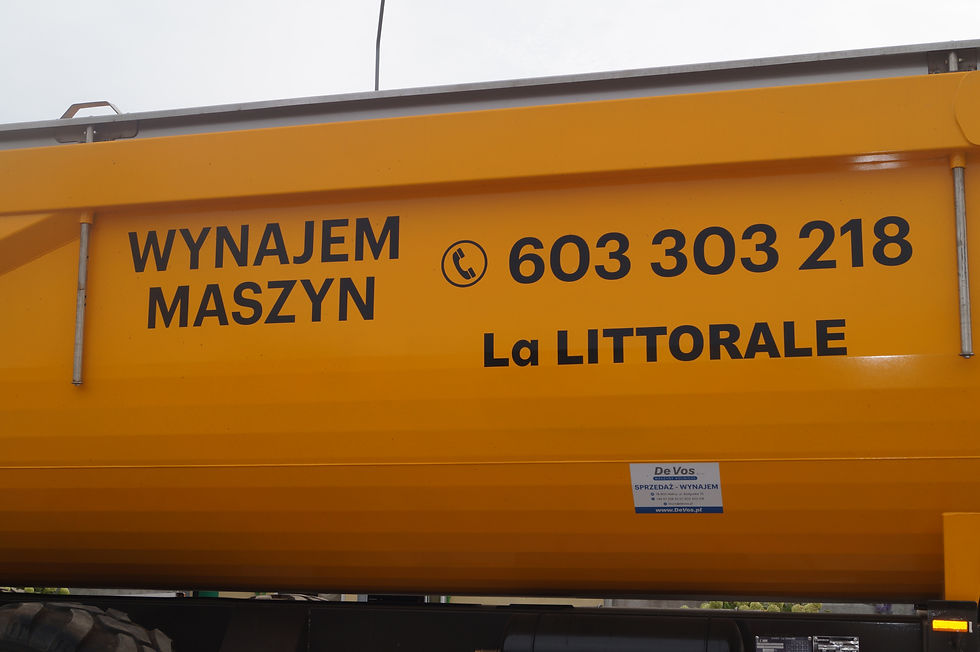 WYNAJEM
MASZYN
603 303 218
La LITTORALE
De Vos
SPRZEDAŻ - WYNAJEM
www.DeVos.pl